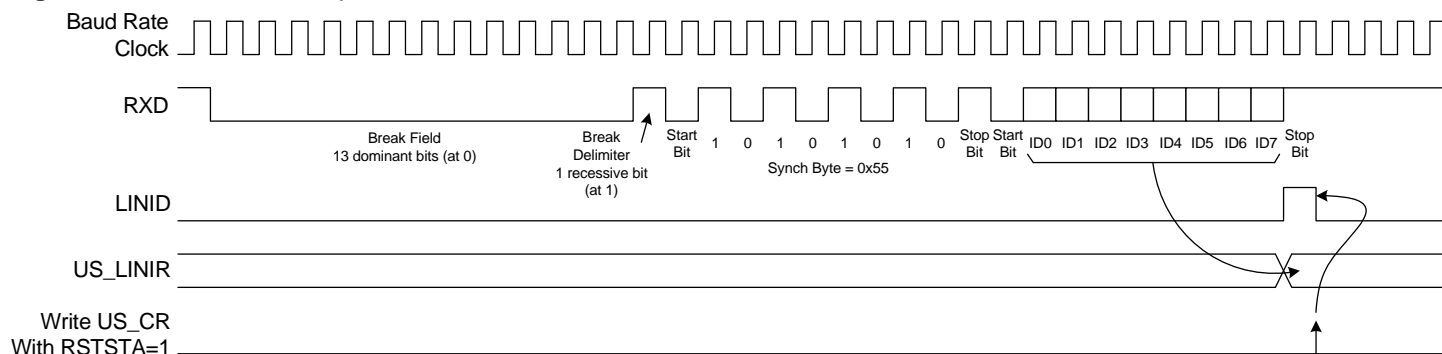 Baud Rate
Clock
RXD
Break Field
13 dominant bits (at 0)
Break
Delimiter
1 recessive bit
(at 1)
Start
Bit
1 0 1 0 1 0 1 0
Stop
Bit
Start
Bit
ID0 ID1 ID2 ID3 ID4 ID5 ID6 ID7
Stop
Bit
Synch Byte = 0x55
LINID
US_LINIR
Write US_CR
With RSTSTA=1